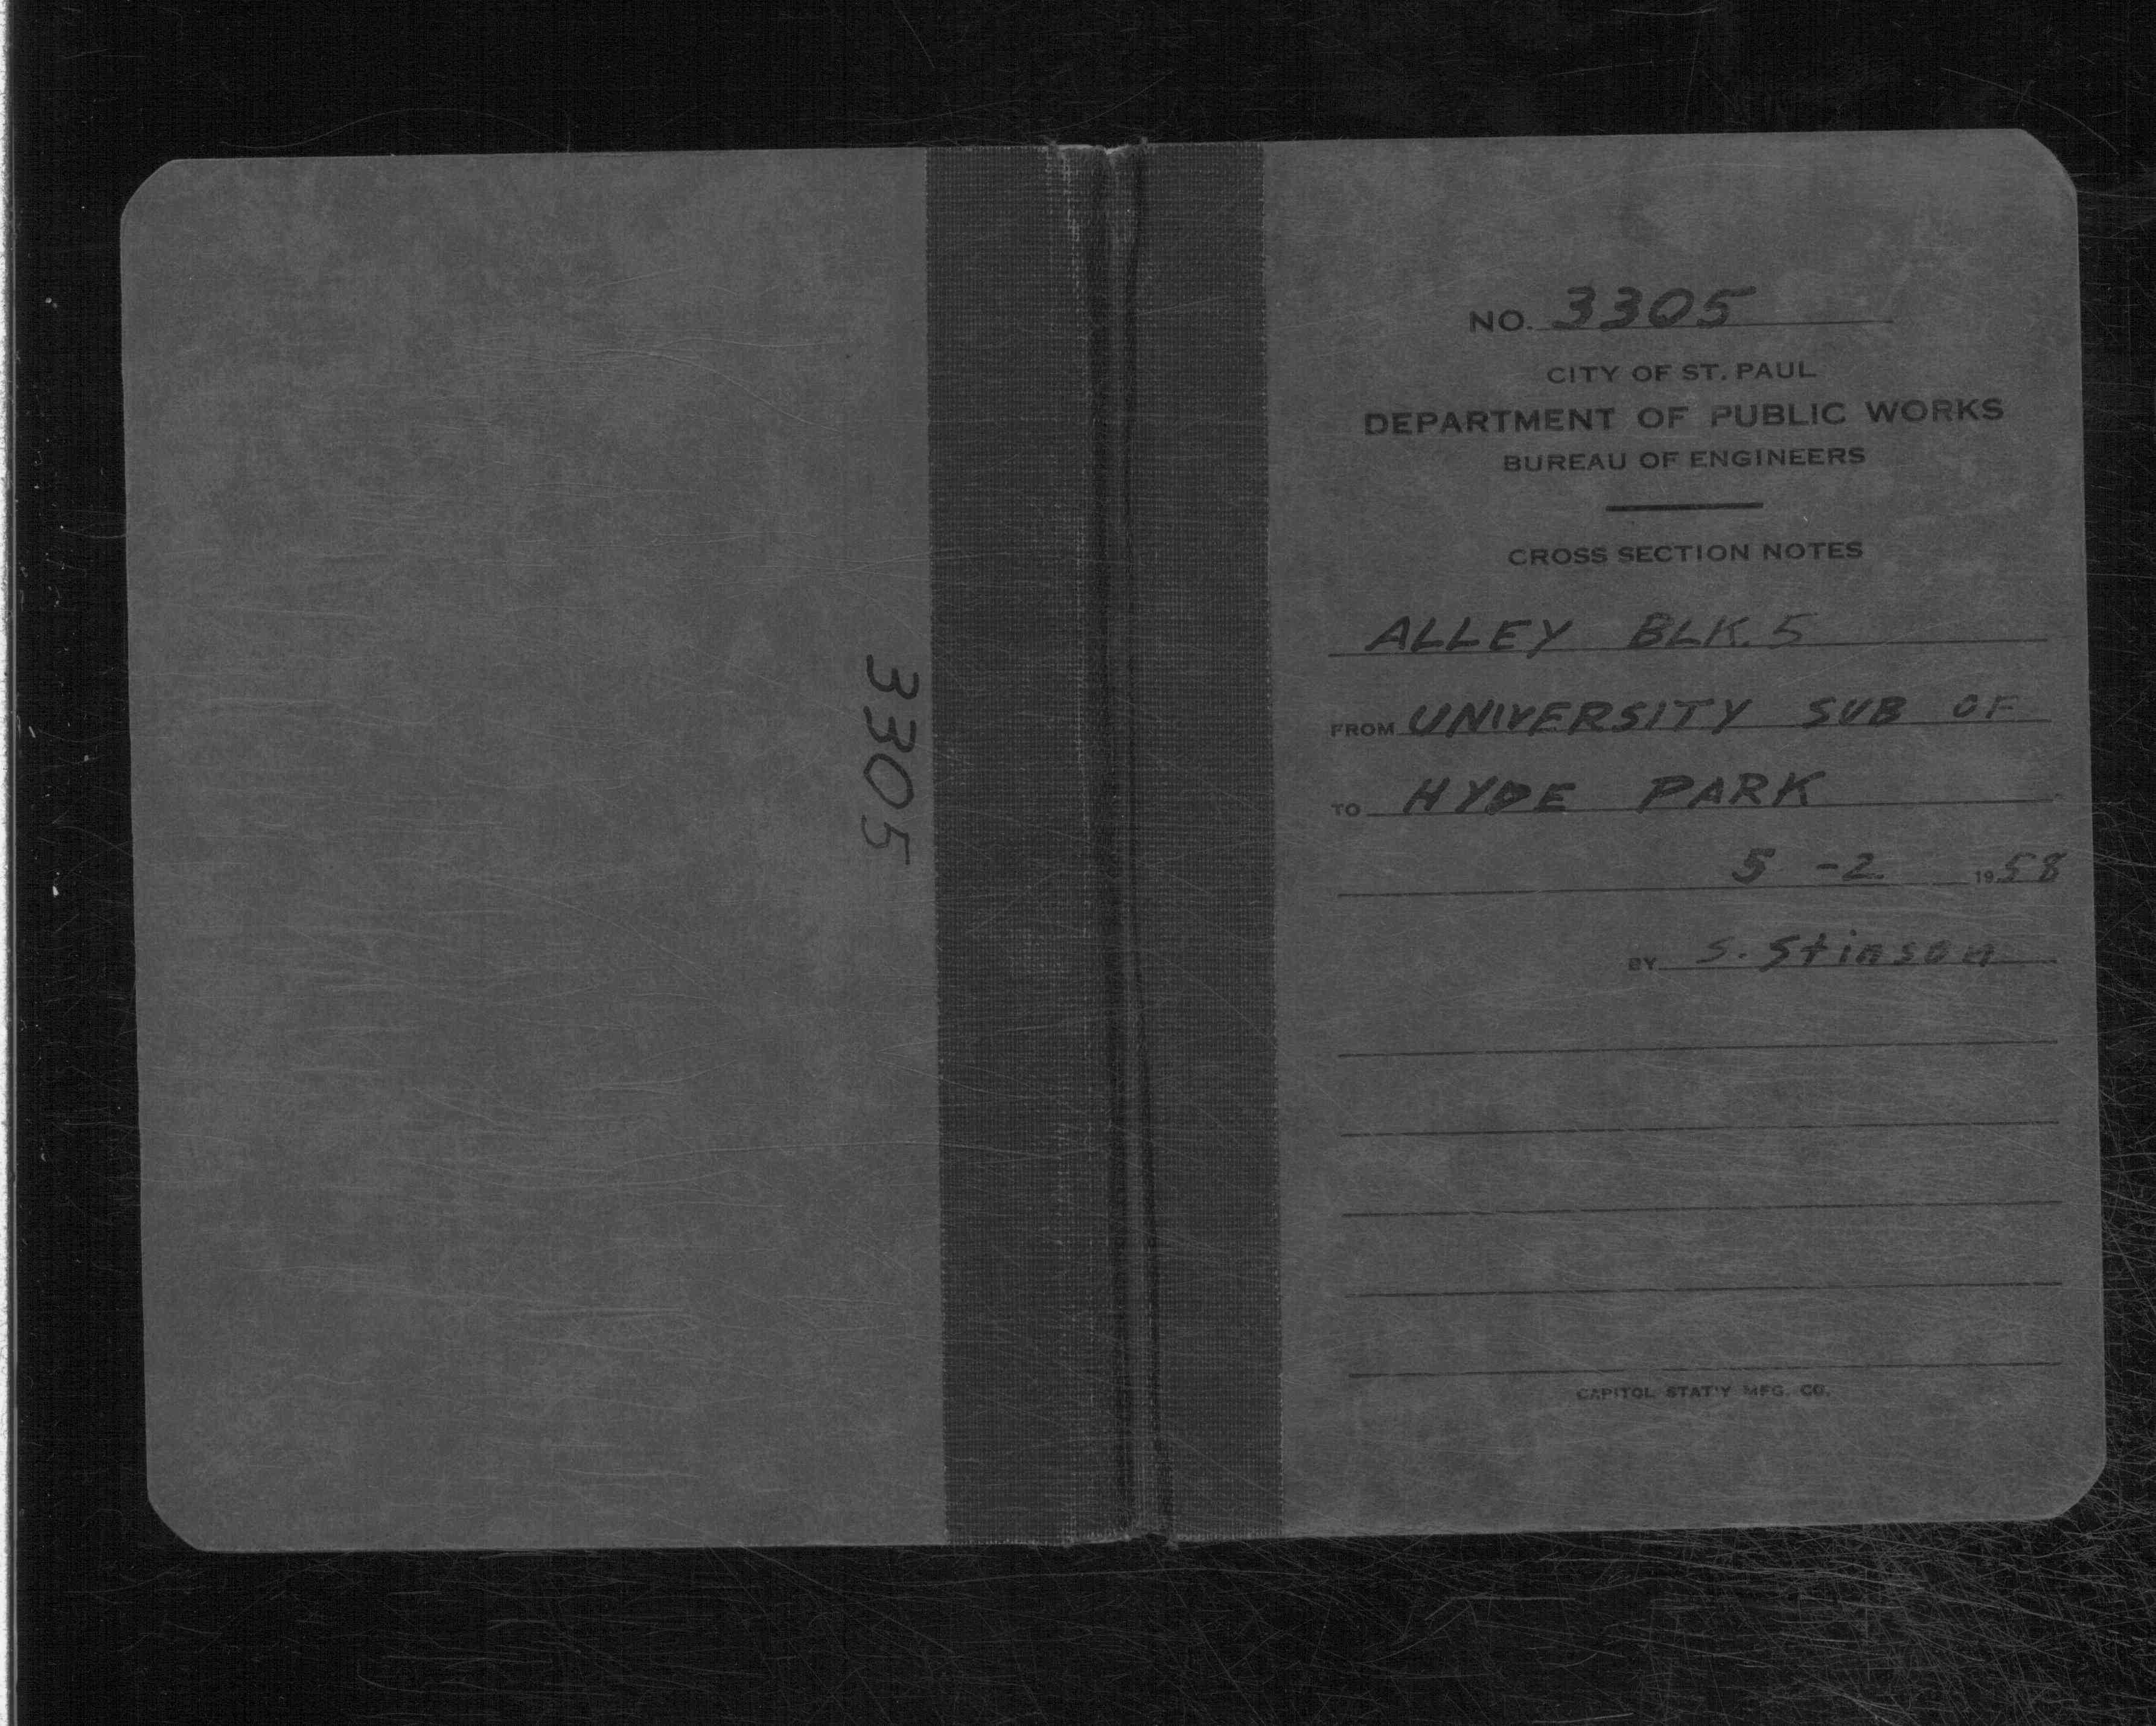 3305
NO. 3305
CITY OF ST. PAUL
DEPARTMENT OF PUBLIC WORKS
BUREAU OF ENGINEERS
CROSS SECTION NOTES
ALLEY BLK. 5
FROM UNIVERSITY SUB OF
TO HYDE PARK
5 - 2 1958
BY S. Stinson
CAPITOL STAT'Y MFG. CO.